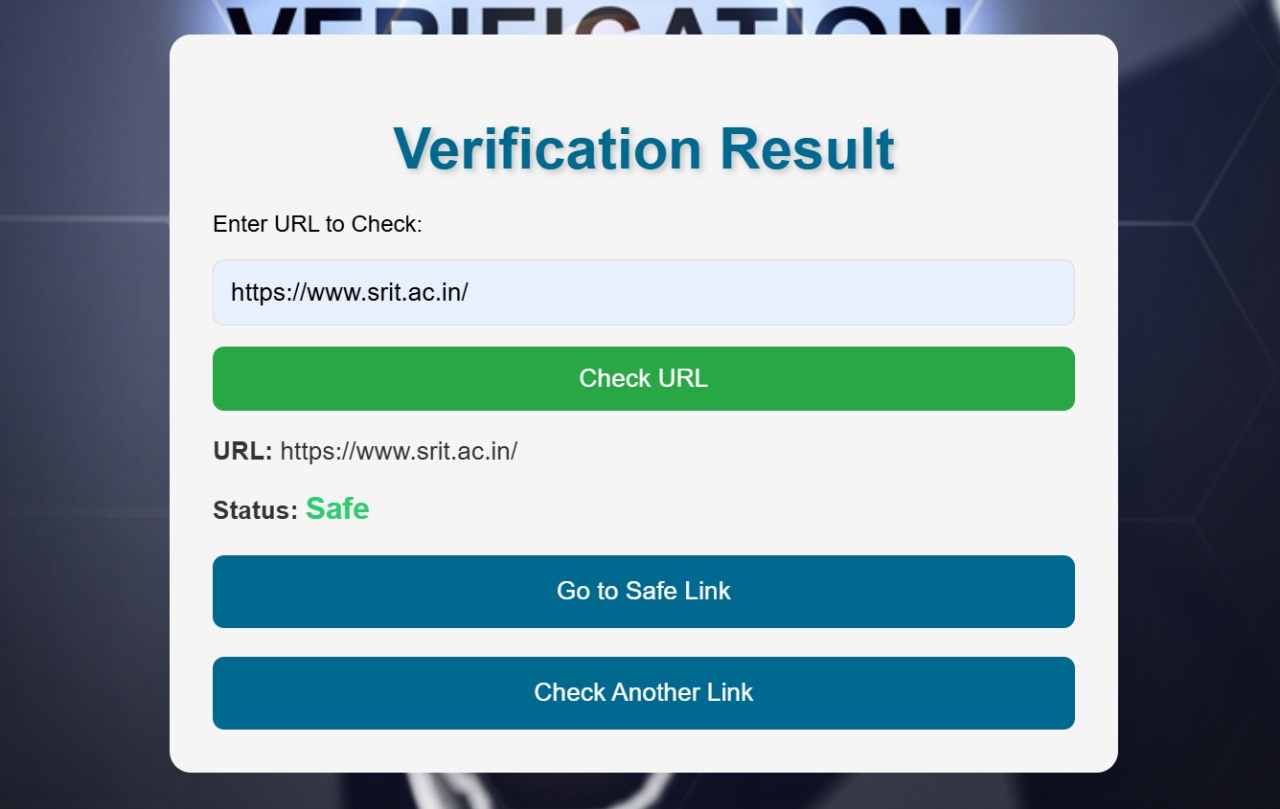 VERIFICATION
Verification Result
Enter URL to Check:
https://www.srit.ac.in/
Check URL
URL: https://www.srit.ac.in/
Status: Safe
Go to Safe Link
Check Another Link